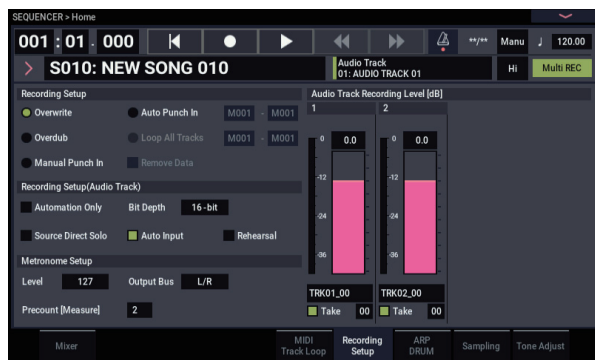 SEQUENCER > Home
001 : 01 . 000 **/** Manu ♩ 120.00
S010: NEW SONG 010 Audio Track Hi Multi REC
01: AUDIO TRACK 01
Recording Setup
Overwrite Auto Punch In M001 - M001
Overdub Loop All Tracks M001 - M001
Manual Punch In Remove Data
Recording Setup(Audio Track)
Automation Only Bit Depth 16-bit
Source Direct Solo Auto Input Rehearsal
Metronome Setup
Level 127 Output Bus L/R
Precount [Measure] 2
Audio Track Recording Level [dB]
1 2
0 0.0 0 0.0
-12 -12
-24 -24
-36 -36
TRK01_00 TRK02_00
Take 00 Take 00
Mixer MIDI Track Loop Recording Setup ARP DRUM Sampling Tone Adjust